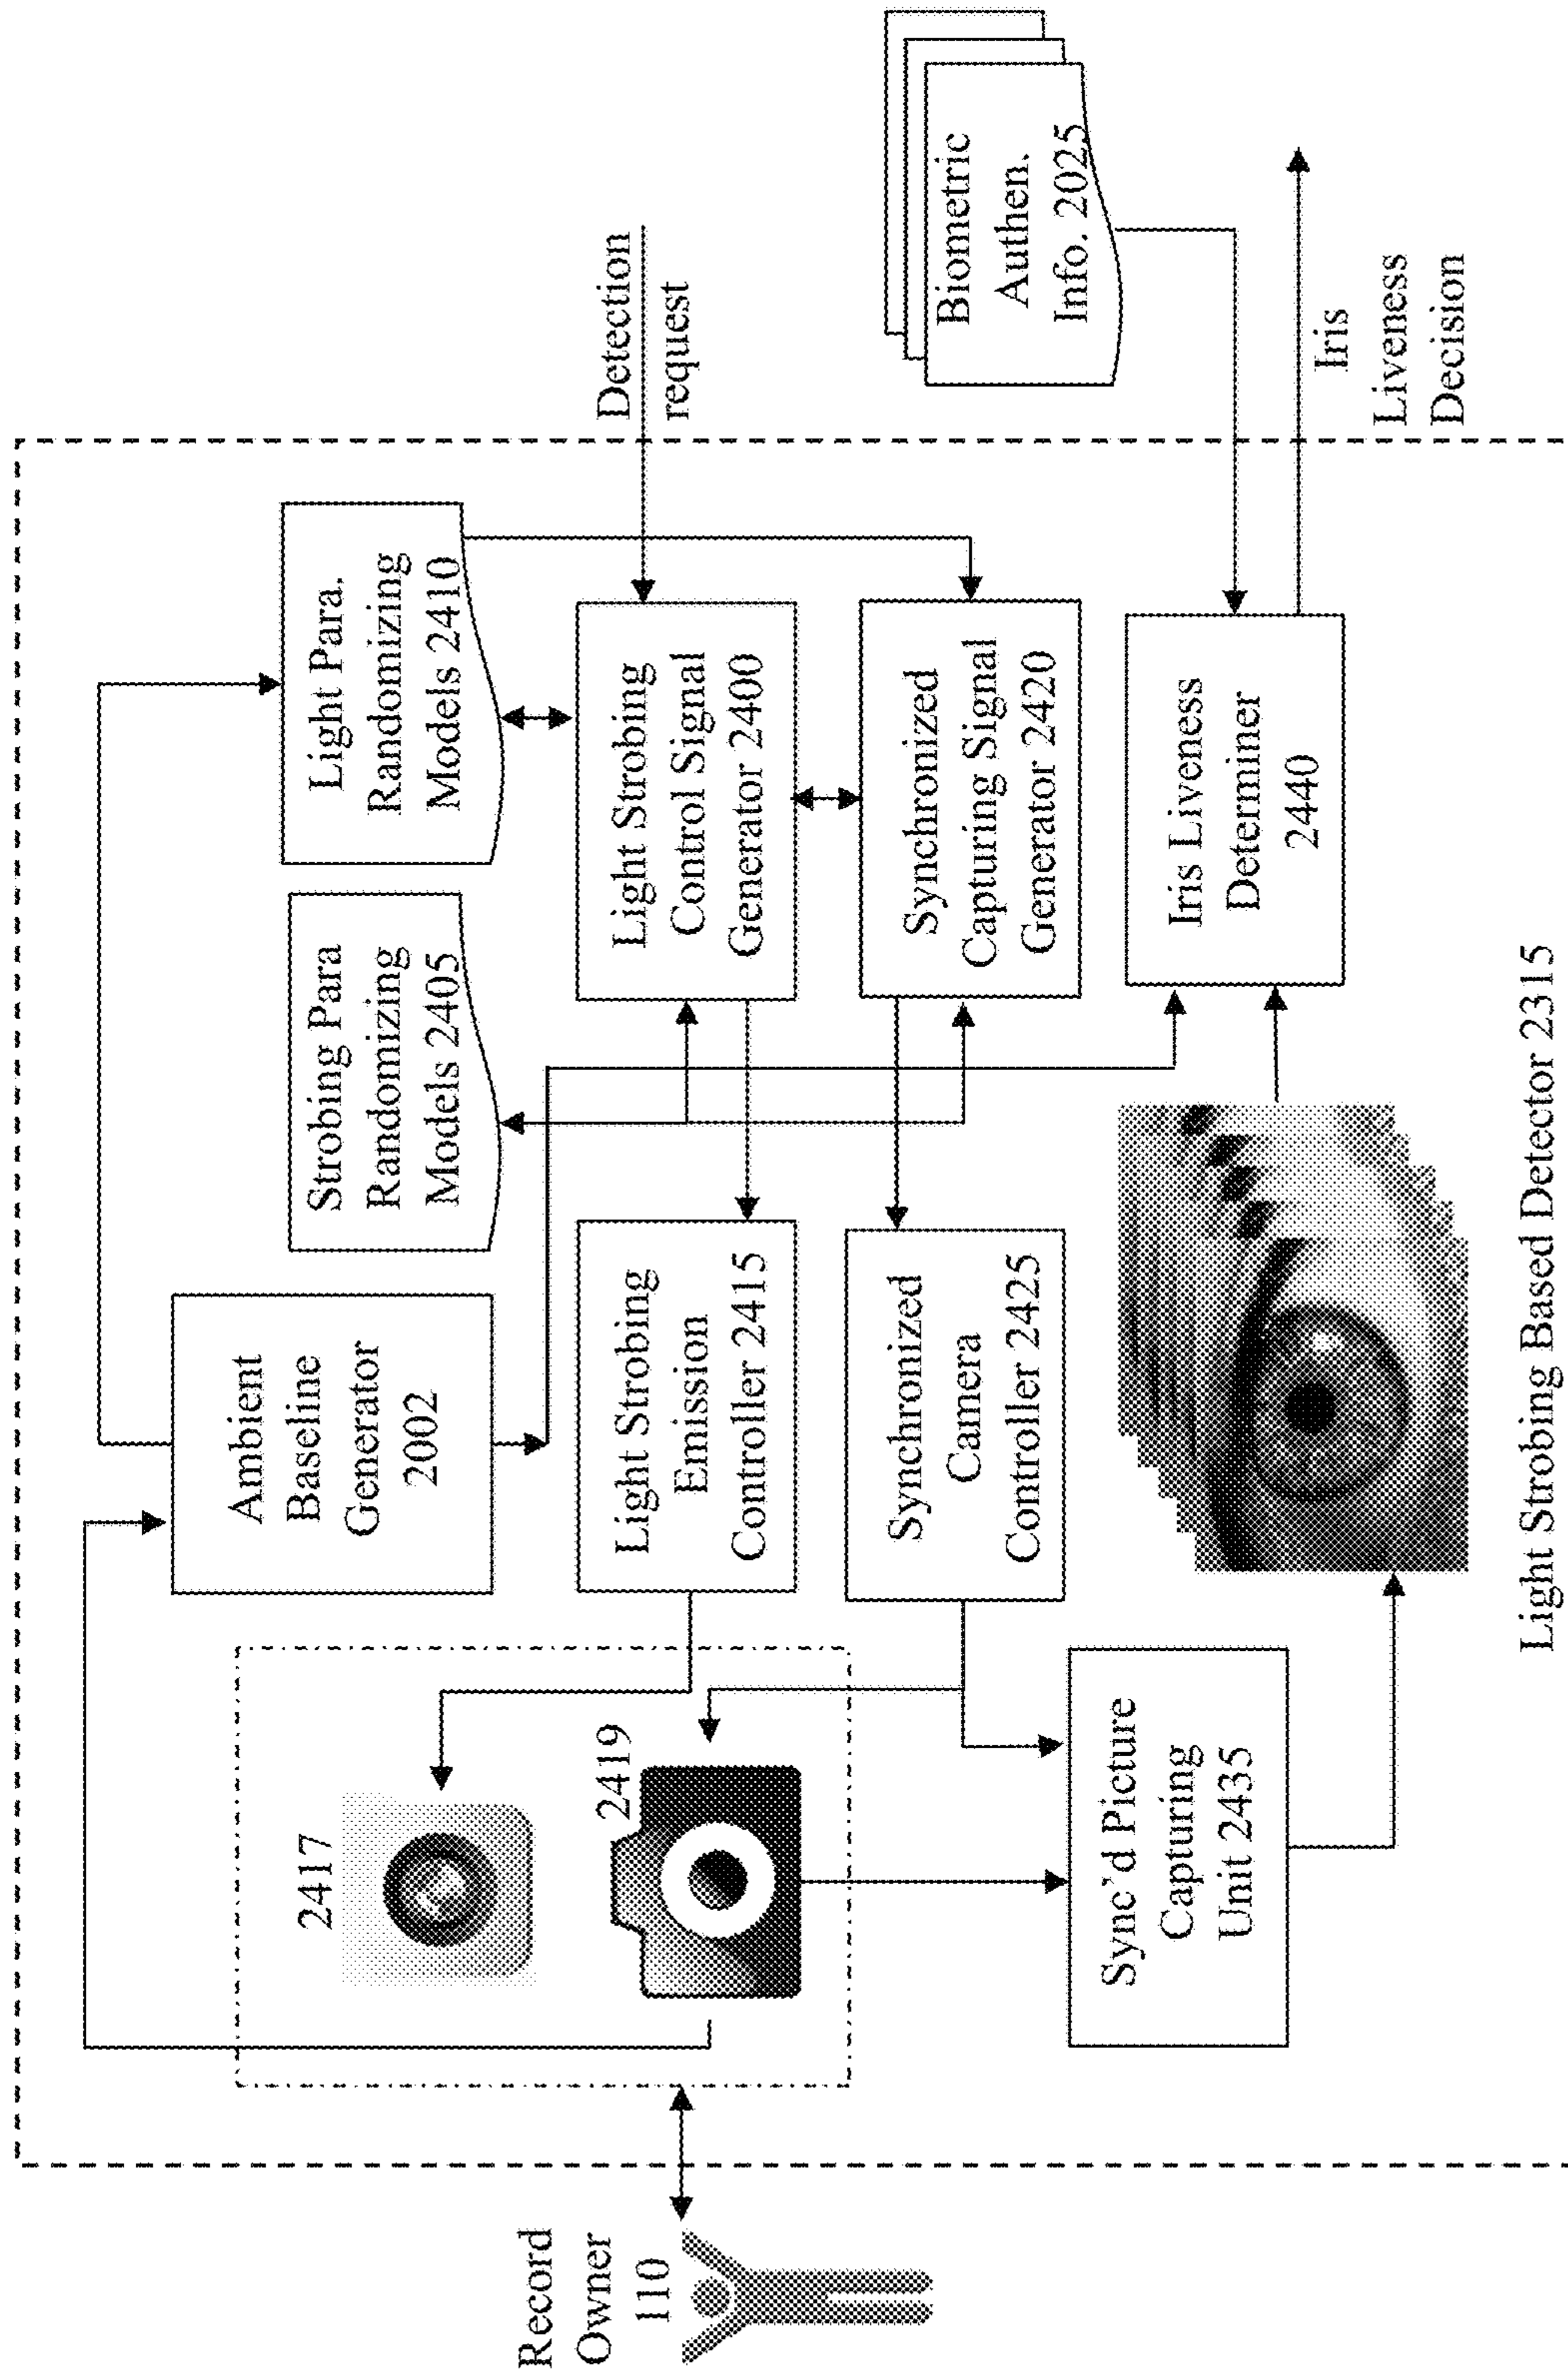 Record
Owner
110
2417
2419
Ambient
Baseline
Generator
2002
Strobing Para
Randomizing
Models 2405
Light Para.
Randomizing
Models 2410
Light Strobing
Emission
Controller 2415
Light Strobing
Control Signal
Generator 2400
Detection
request
Synchronized
Camera
Controller 2425
Synchronized
Capturing Signal
Generator 2420
Sync'd Picture
Capturing
Unit 2435
Iris Liveness
Determiner
2440
Biometric
Authen.
Info. 2025
Iris
Liveness
Decision
Light Strobing Based Detector 2315